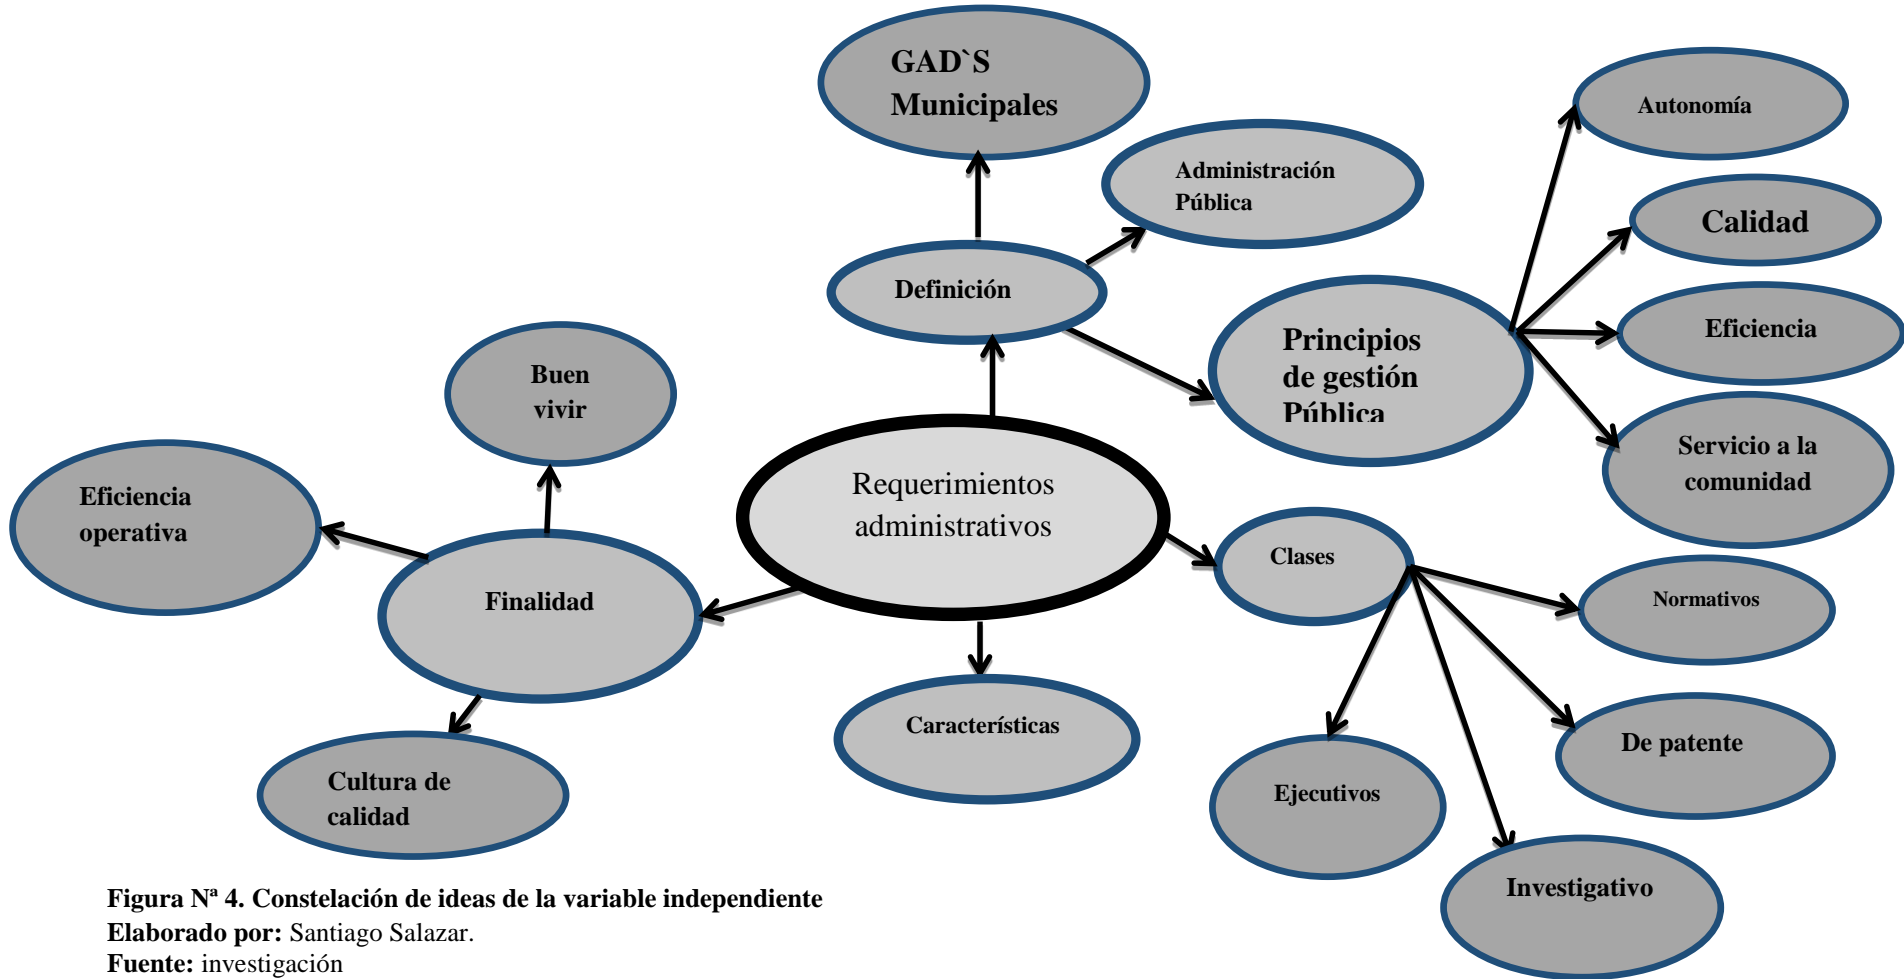 GAD`S
Municipales
Autonomía
Administración
Pública
Calidad
Definición
Principios
de gestión
Pública
Eficiencia
Buen
vivir
Servicio a la
comunidad
Eficiencia
operativa
Requerimientos
administrativos
Clases
Finalidad
Normativos
Características
De patente
Cultura de
calidad
Ejecutivos
Investigativo
Figura Nª 4. Constelación de ideas de la variable independiente
Elaborado por: Santiago Salazar.
Fuente: investigación